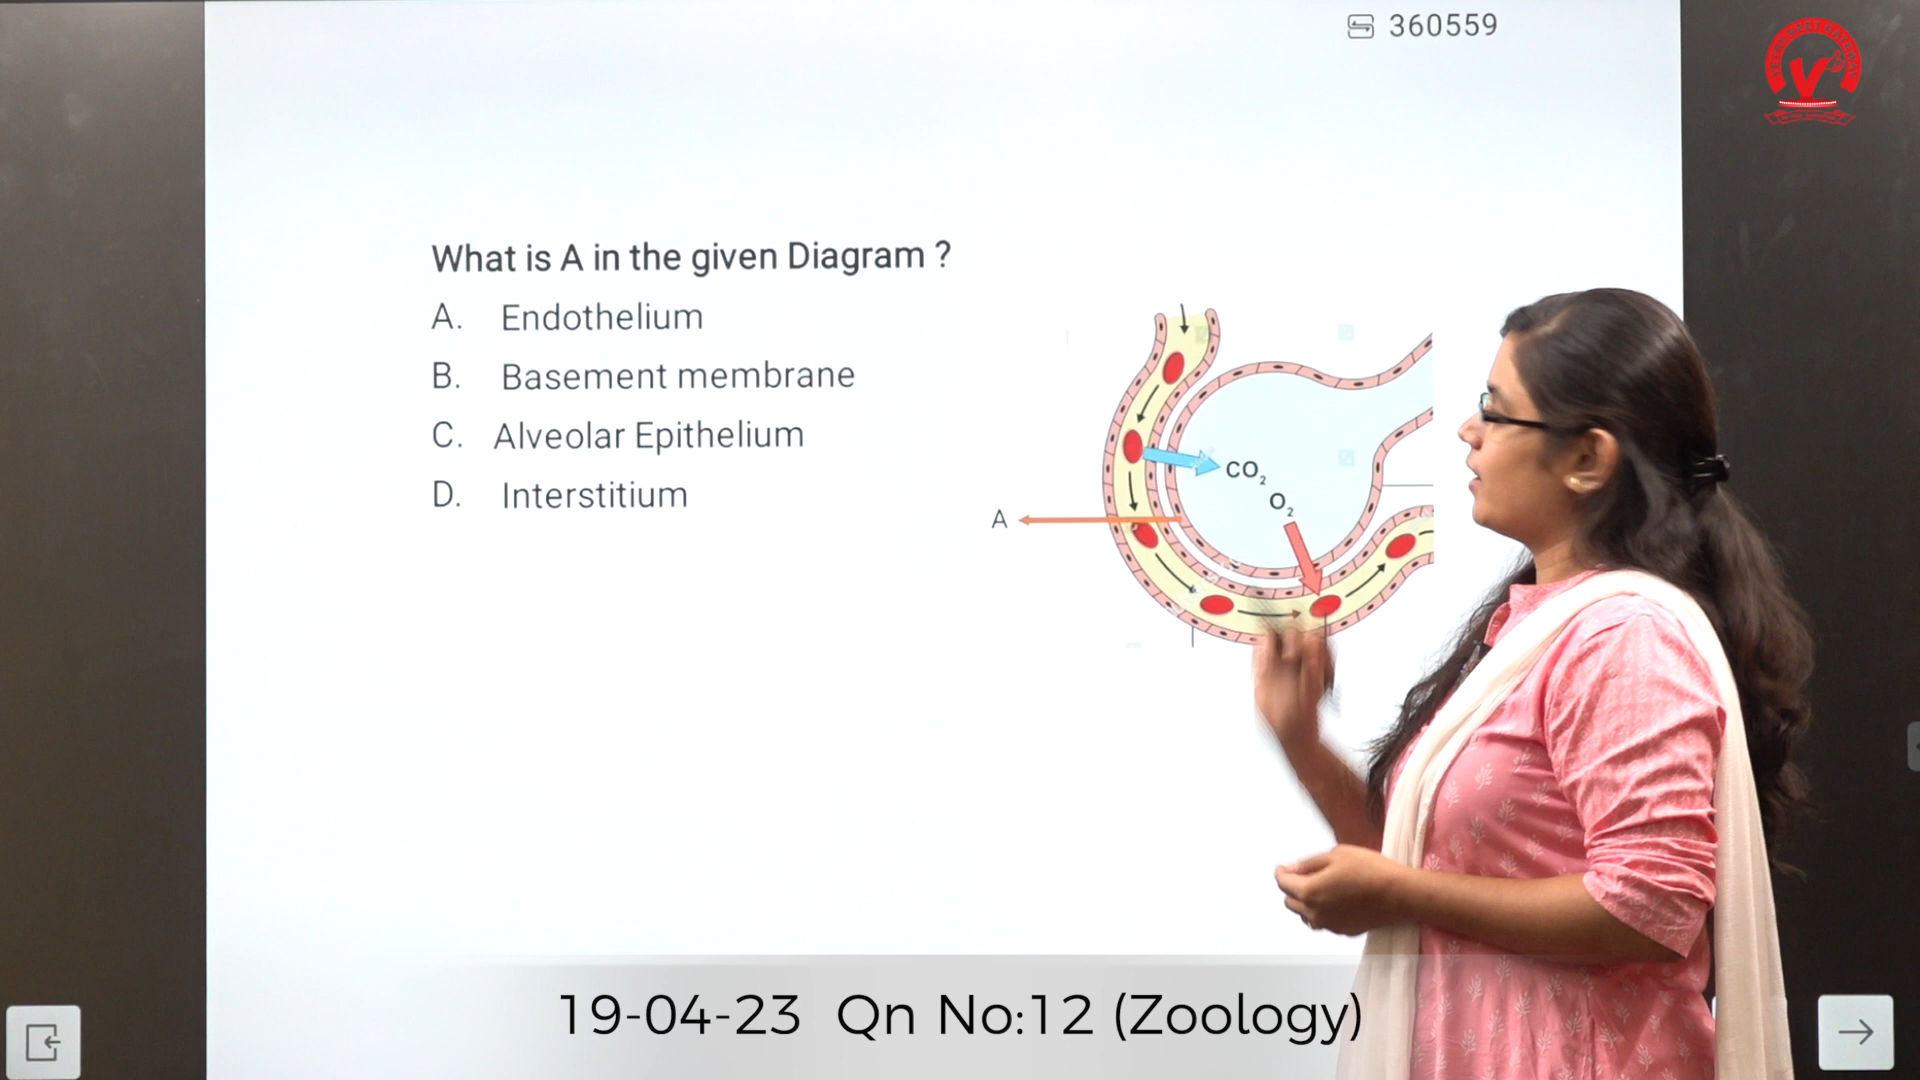 360559
What is A in the given Diagram ?
A. Endothelium
B. Basement membrane
C. Alveolar Epithelium
D. Interstitium
CO2
O2
A
19-04-23 Qn No:12 (Zoology)